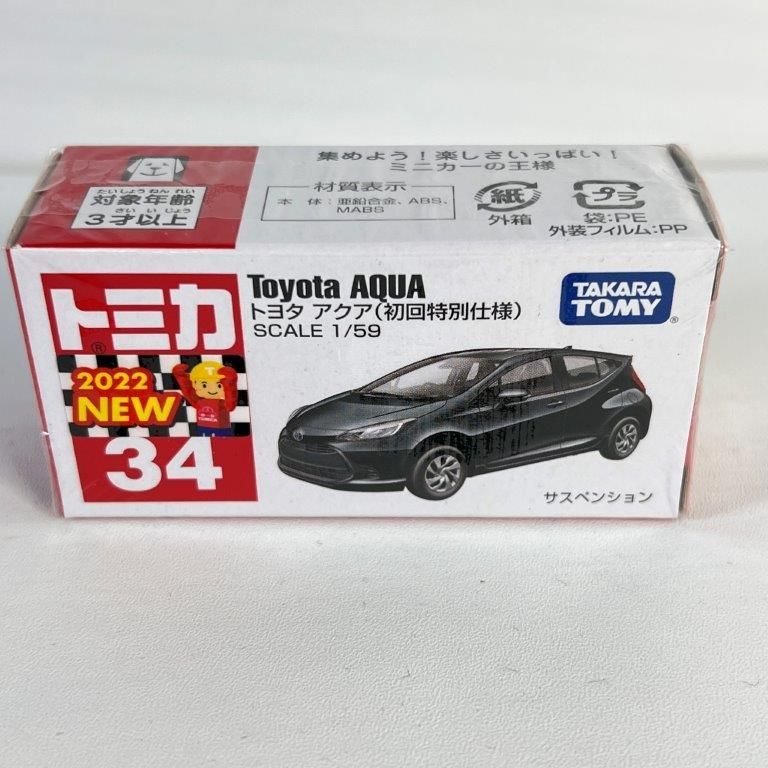 集めよう！楽しさいっぱい！
ミニカーの王様
たいしょうねんれい
対象年齢
さいいじょう
3才以上
材質表示
本　体：亜鉛合金、ABS、
MABS
紙
外箱
プラ
袋:PE
外装フィルム:PP
トミカ
®
2022
NEW
T
TOMICA
34
Toyota AQUA
トヨタ アクア(初回特別仕様)
SCALE 1/59
TAKARA
TOMY
®
サスペンション